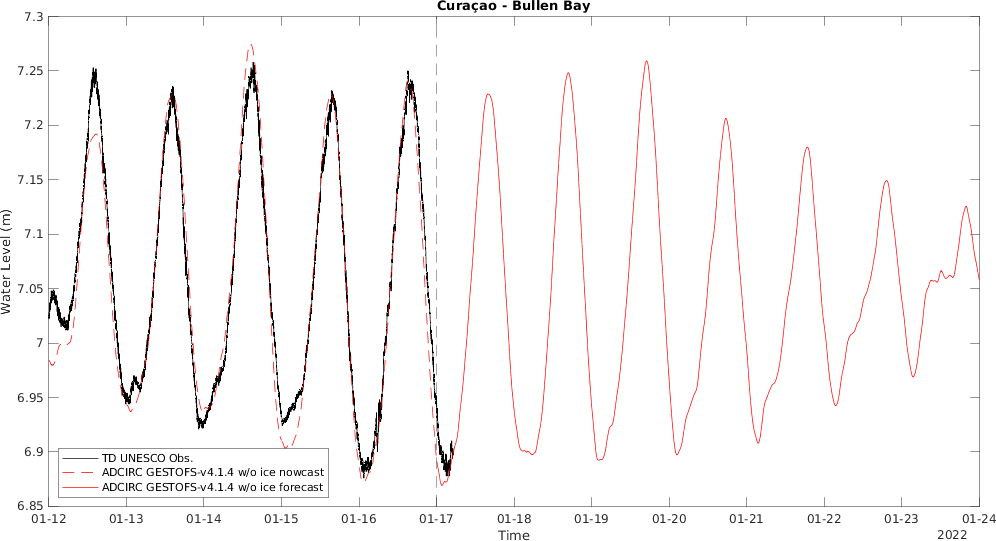 Curaçao - Bullen Bay
7.3
7.25
7.2
7.15
7.1
7.05
7
6.95
6.9
6.85
Water Level (m)
TD UNESCO Obs.
ADCIRC GESTOFS-v4.1.4 w/o ice nowcast
ADCIRC GESTOFS-v4.1.4 w/o ice forecast
01-12 01-13 01-14 01-15 01-16 01-17 01-18 01-19 01-20 01-21 01-22 01-23 01-24
Time
2022